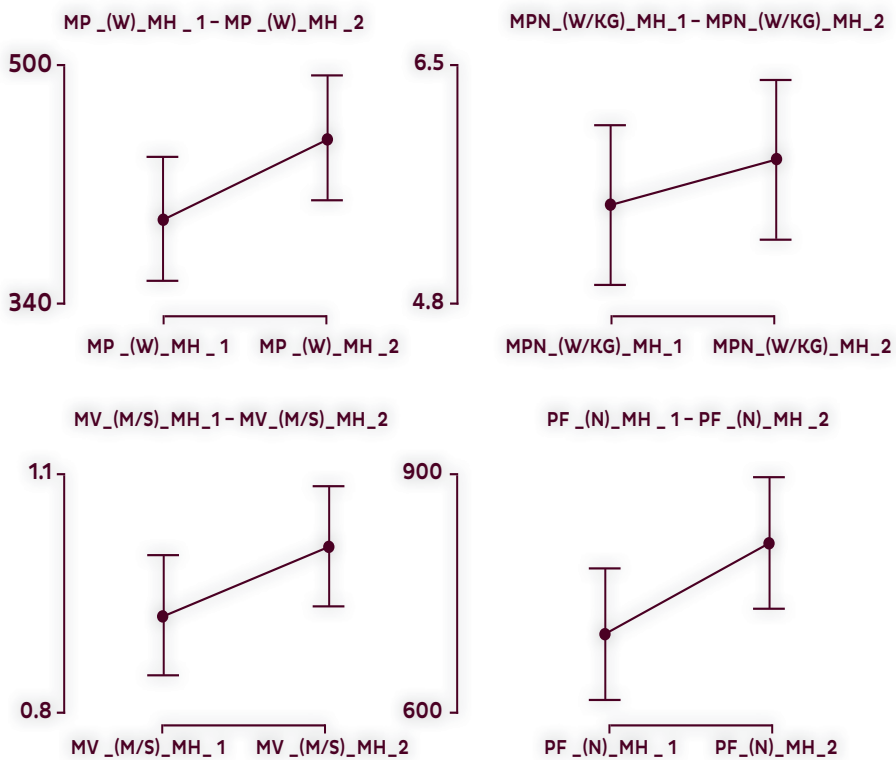 MP _(W)_MH _ 1 – MP _(W)_MH _2
500
340
MP _(W)_MH _ 1 MP _(W)_MH _2
MPN_(W/KG)_MH_1 – MPN_(W/KG)_MH_2
6.5
4.8
MPN_(W/KG)_MH_1 MPN_(W/KG)_MH_2
MV_(M/S)_MH_1 – MV_(M/S)_MH_2
1.1
0.8
MV _(M/S)_MH_ 1 MV _(M/S)_MH_2
PF _(N)_MH _ 1 – PF _(N)_MH _2
900
600
PF _(N)_MH _ 1 PF_(N)_MH_2